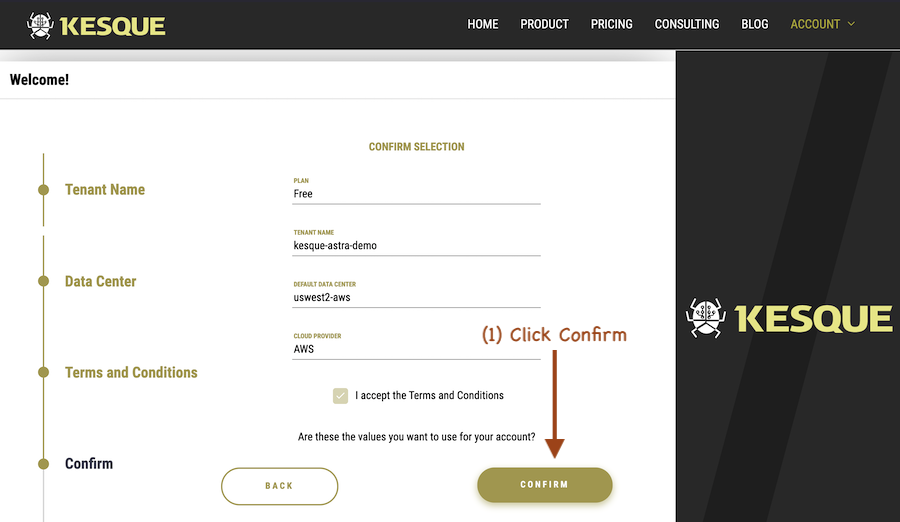 KESQUE
HOME PRODUCT PRICING CONSULTING BLOG ACCOUNT
Welcome!
CONFIRM SELECTION
Tenant Name
Data Center
Terms and Conditions
Confirm
PLAN
Free
TENANT NAME
kesque-astra-demo
DEFAULT DATA CENTER
uswest2-aws
CLOUD PROVIDER
AWS
(1) Click Confirm
I accept the Terms and Conditions
Are these the values you want to use for your account?
BACK
CONFIRM
KESQUE